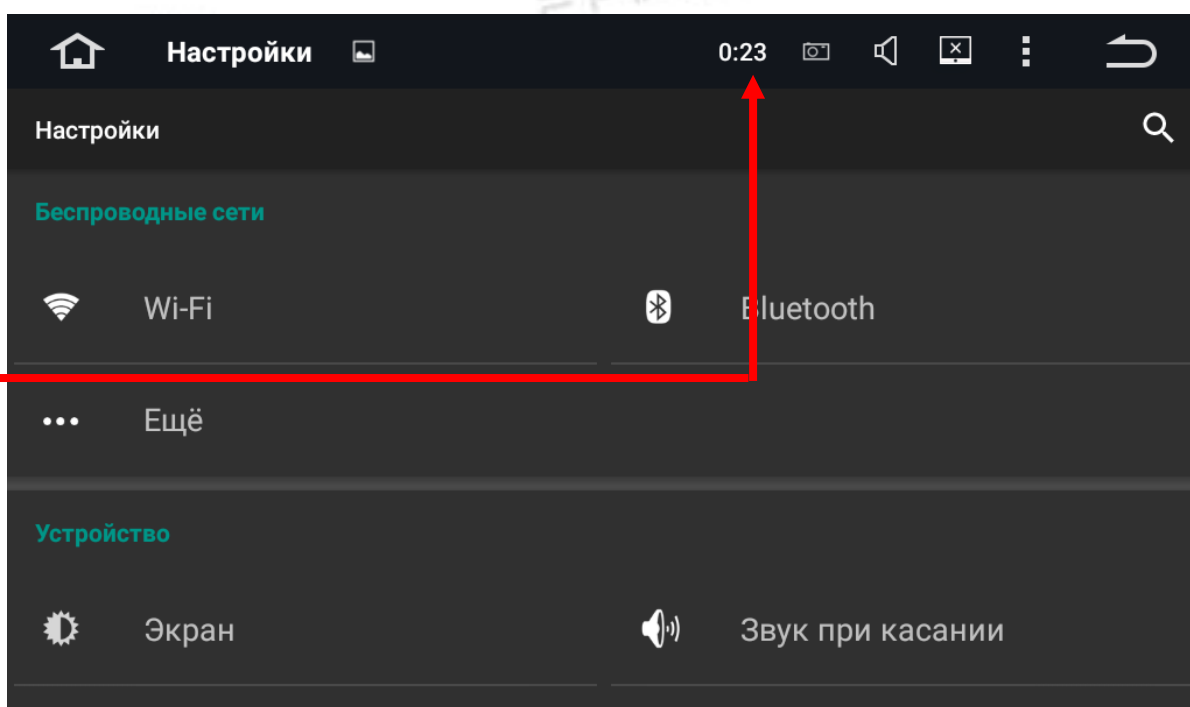 Настройки 0:23
Настройки
Беспроводные сети
Wi-Fi Bluetooth
Ещё
Устройство
Экран Звук при касании